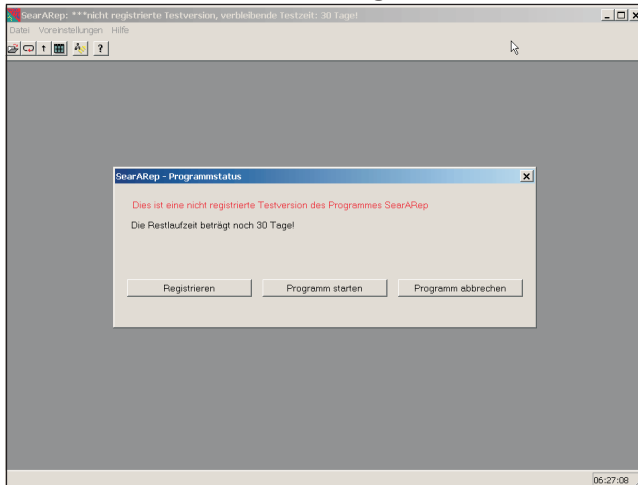 SearARep: ***nicht registrierte Testversion, verbleibende Testzeit: 30 Tage!
Datei Voreinstellungen Hilfe
?
SearARep - Programmstatus
Dies ist eine nicht registrierte Testversion des Programmes SearARep
Die Restlaufzeit beträgt noch 30 Tage!
Registrieren Programm starten Programm abbrechen
06:27:08